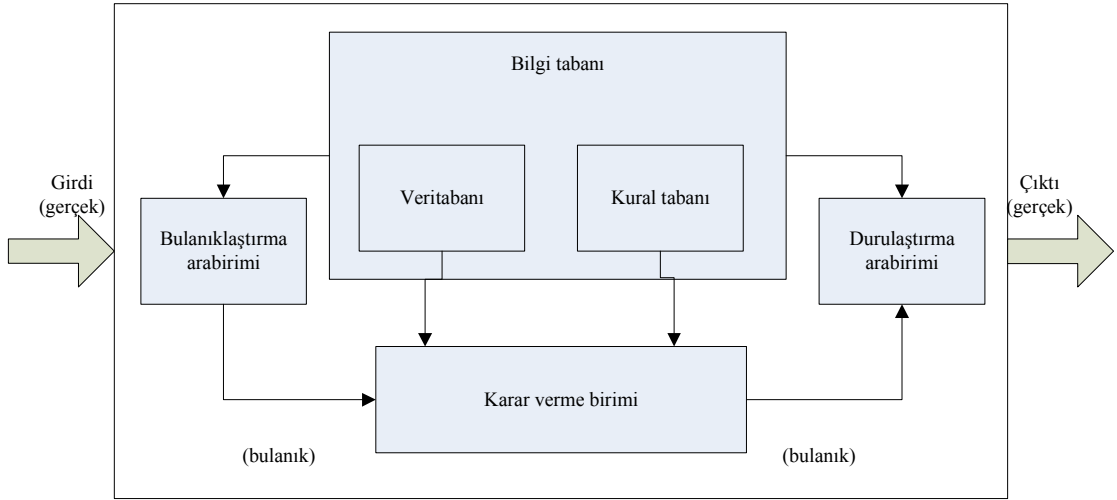 Bilgi tabanı
Veritabanı
Kural tabanı
Girdi
(gerçek)
Bulanıklaştırma
arabirimi
Durulaştırma
arabirimi
Çıktı
(gerçek)
Karar verme birimi
(bulanık)
(bulanık)